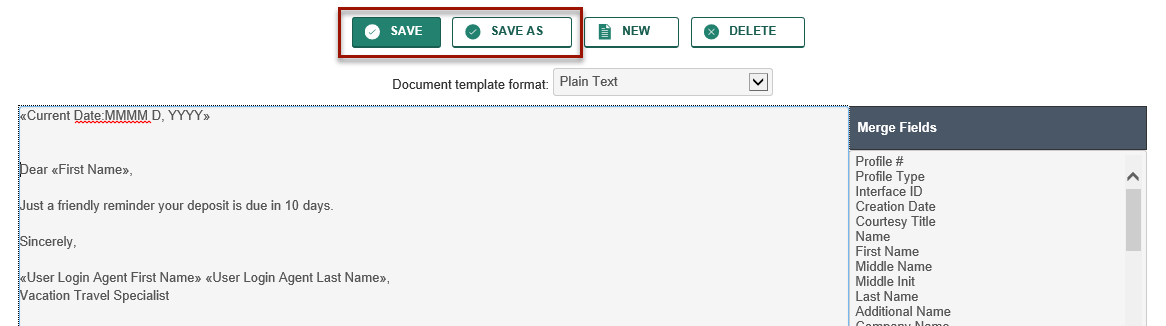 SAVE SAVE AS NEW DELETE
Document template format: Plain Text
«Current Date:MMMM D, YYYY»
Dear «First Name»,
Just a friendly reminder your deposit is due in 10 days.
Sincerely,
«User Login Agent First Name» «User Login Agent Last Name»,
Vacation Travel Specialist
Merge Fields
Profile #
Profile Type
Interface ID
Creation Date
Courtesy Title
Name
First Name
Middle Name
Middle Init
Last Name
Additional Name
Company Name